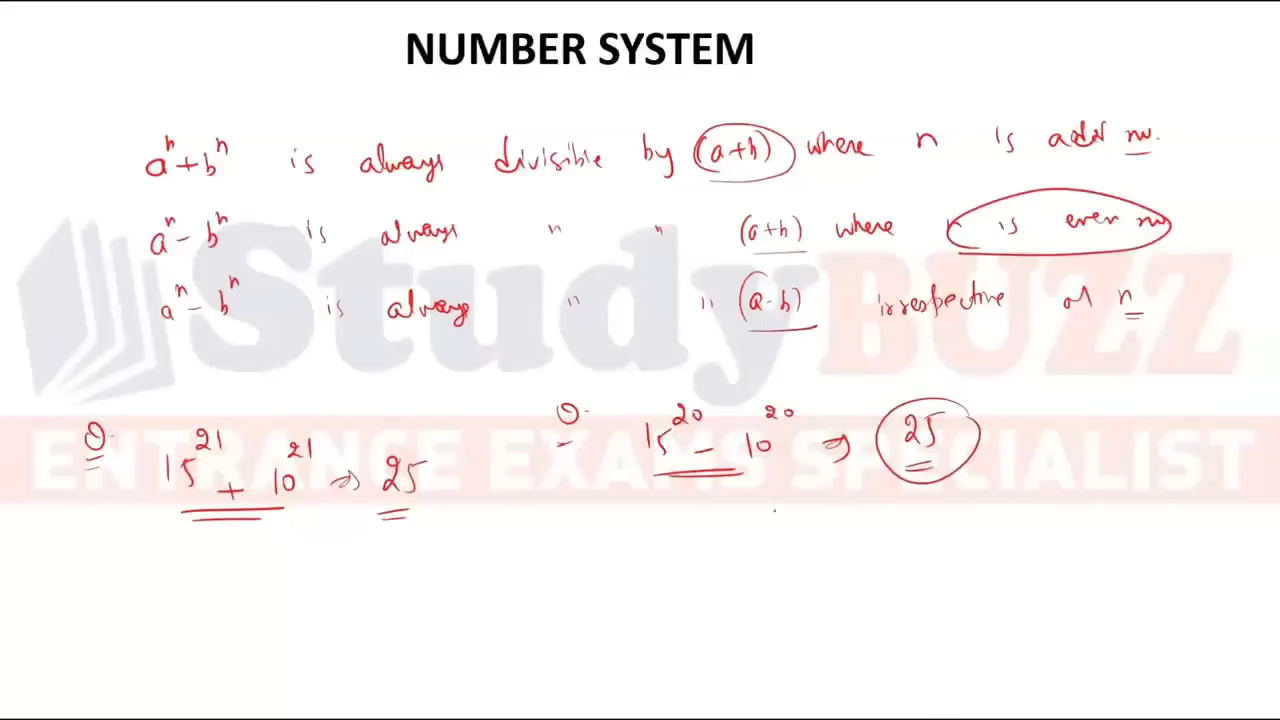 NUMBER SYSTEM
aⁿ+bⁿ is always divisible by (a+b) where n is odd no.
aⁿ-bⁿ is always " " (a+b) where n is even no
aⁿ-bⁿ is always " " (a-b) irrespective of n
StudyBUZZ
ENTRANCE EXAMS SPECIALIST
Q. 15²¹ + 10²¹ ⇒ 25
Q. 15²⁰ - 10²⁰ ⇒ 25